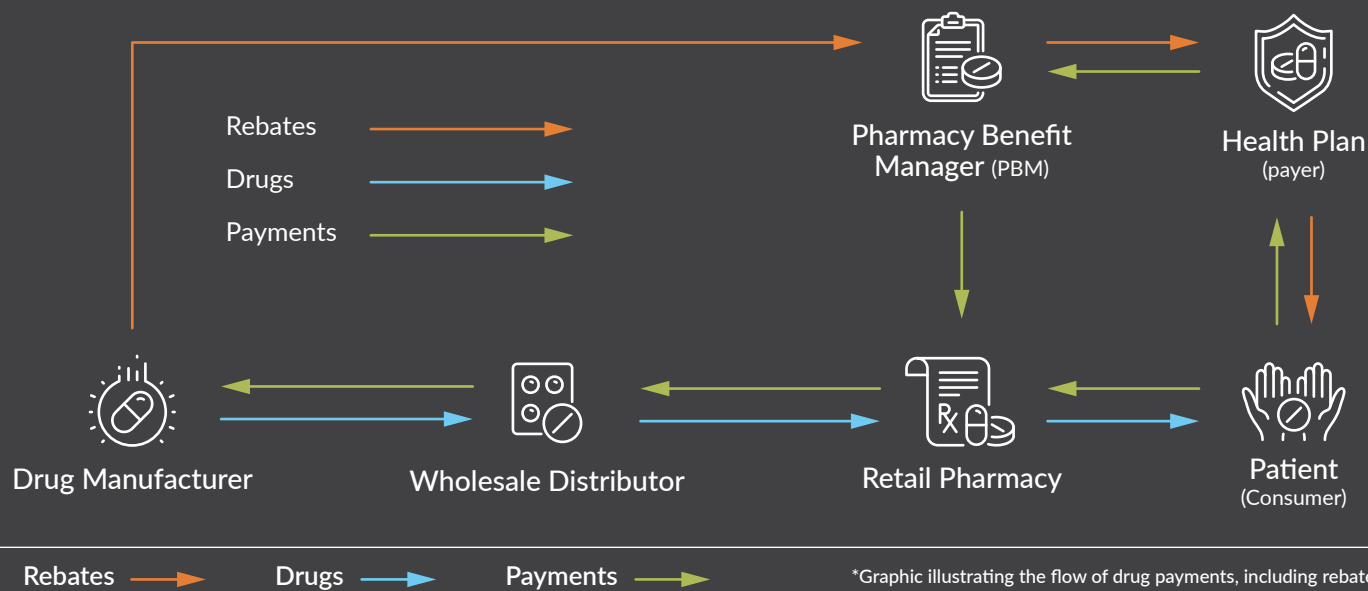 Pharmacy Benefit
Manager (PBM)
Health Plan
(payer)
Rebates
Drugs
Payments
Drug Manufacturer
Wholesale Distributor
Retail Pharmacy
Patient
(Consumer)
Rebates
Drugs
Payments
*Graphic illustrating the flow of drug payments, including rebate